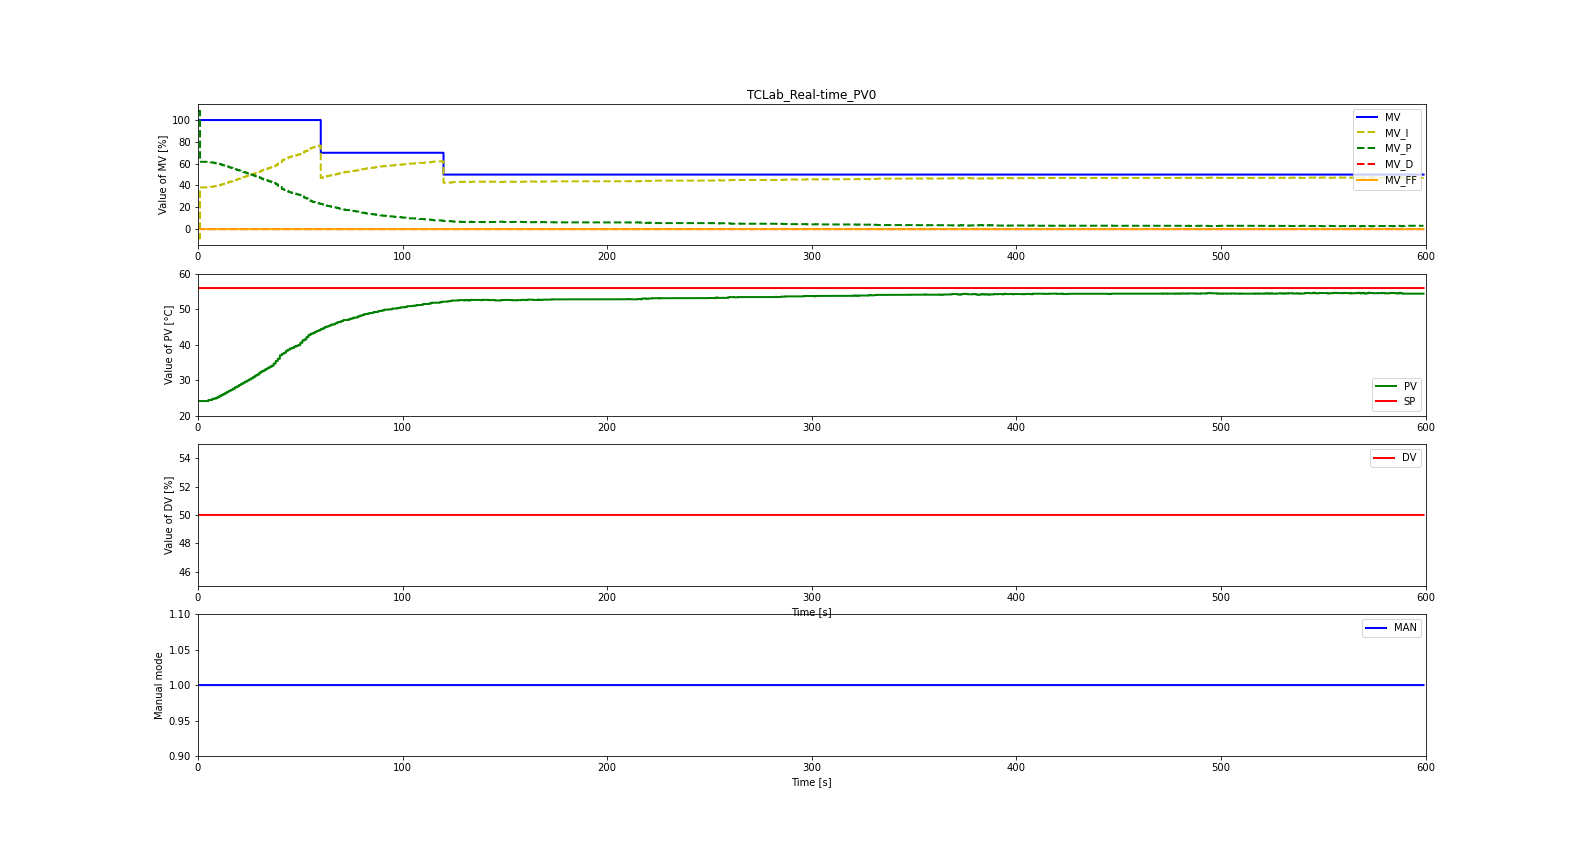 TCLab_Real-time_PV0
Value of MV [%]
100
80
60
40
20
0
MV
MV_I
MV_P
MV_D
MV_FF
0 100 200 300 400 500 600
Value of PV [°C]
60
50
40
30
20
PV
SP
0 100 200 300 400 500 600
Value of DV [%]
54
52
50
48
46
DV
0 100 200 300 400 500 600
Time [s]
Manual mode
1.10
1.05
1.00
0.95
0.90
MAN
0 100 200 300 400 500 600
Time [s]